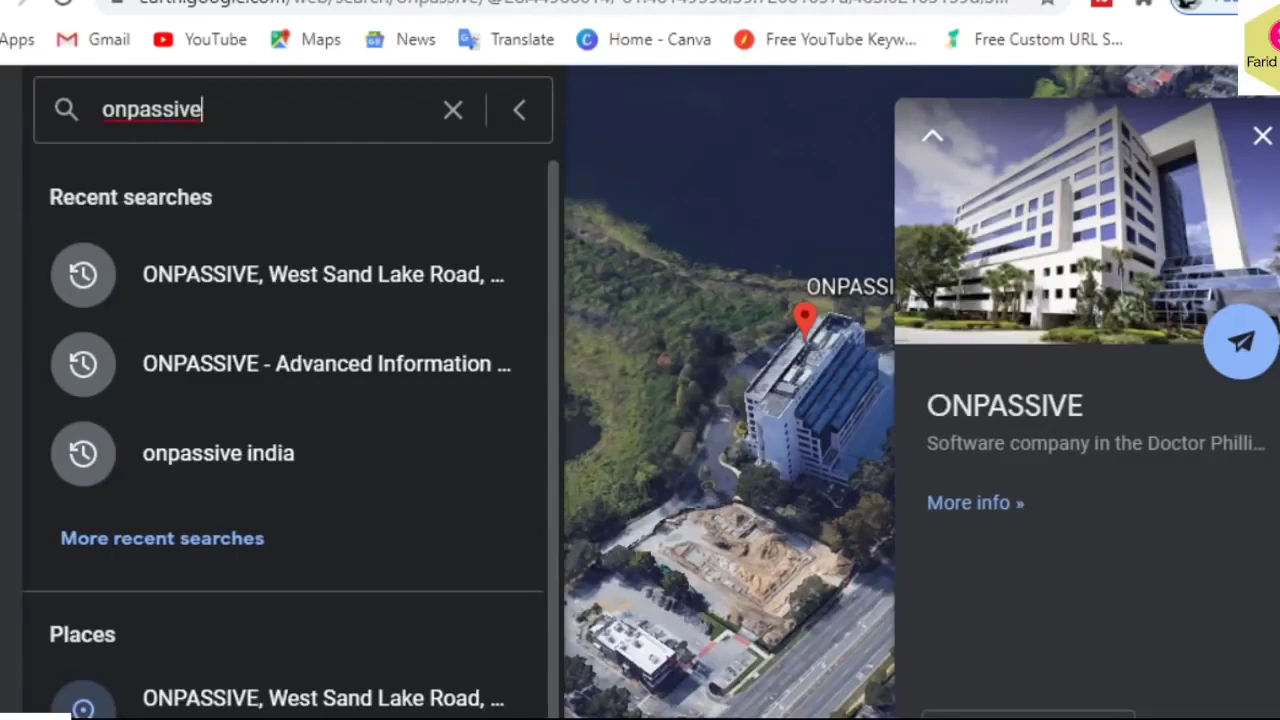 Apps
Gmail
YouTube
Maps
News
Translate
Home - Canva
Free YouTube Keyw...
Free Custom URL S...
Farid
onpassive
Recent searches
ONPASSIVE, West Sand Lake Road, ...
ONPASSIVE - Advanced Information ...
onpassive india
More recent searches
Places
ONPASSIVE, West Sand Lake Road, ...
ONPASSI
ONPASSIVE
Software company in the Doctor Philli...
More info »